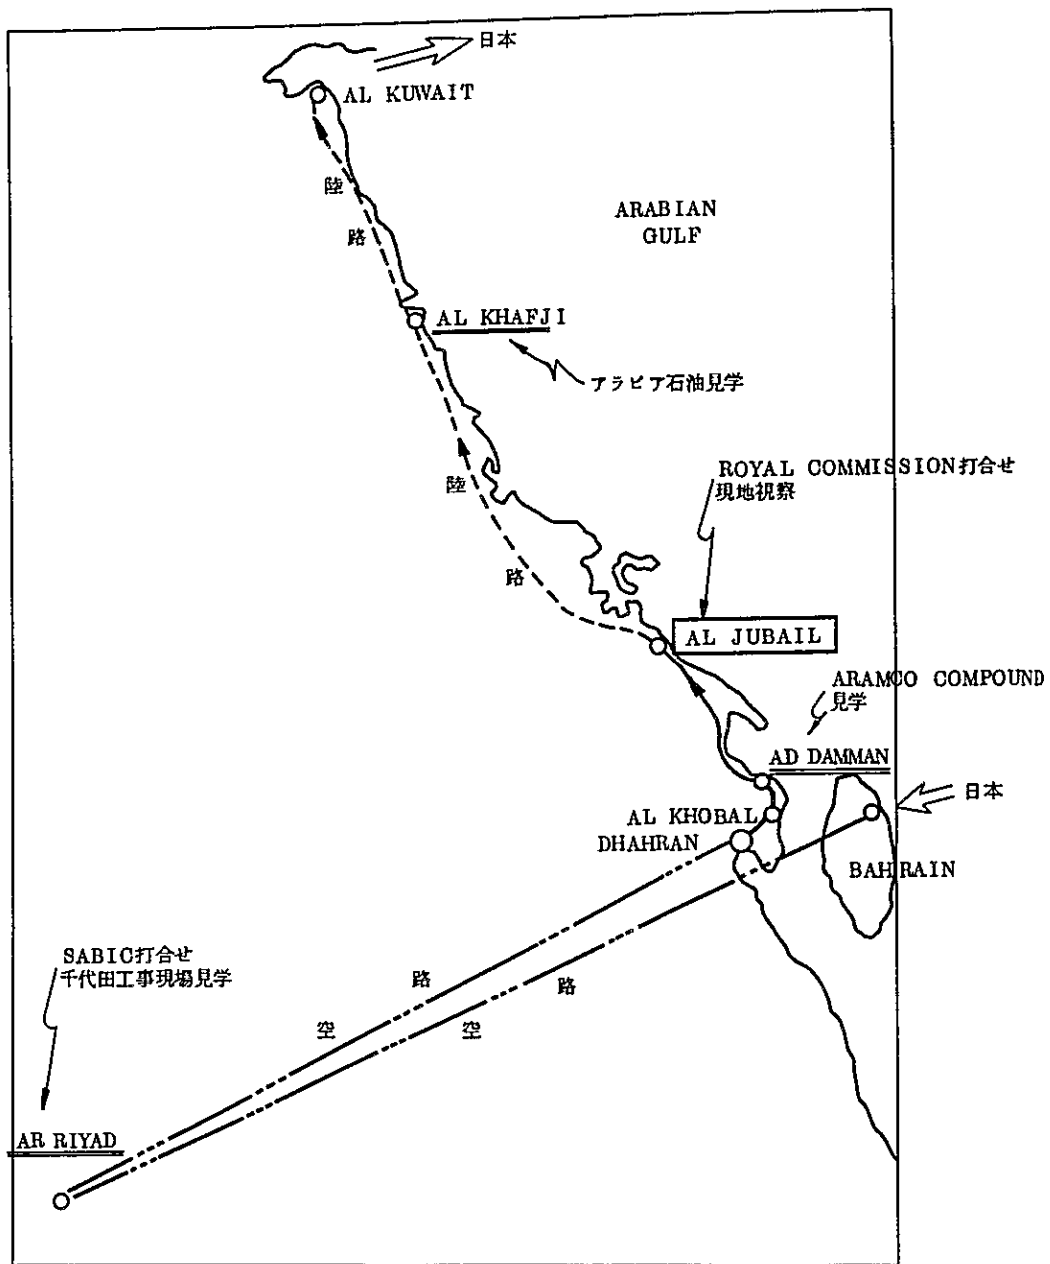 日本
AL KUWAIT
陸
路
ARABIAN
GULF
AL KHAFJI
アラビア石油見学
ROYAL COMMISSION打合せ
現地視察
陸
路
AL JUBAIL
ARAMCO COMPOUND
見学
AD DAMMAN
日本
AL KHOBAL
DHAHRAN
BAHRAIN
SABIC打合せ
千代田工事現場見学
路
路
空
空
AR RIYAD